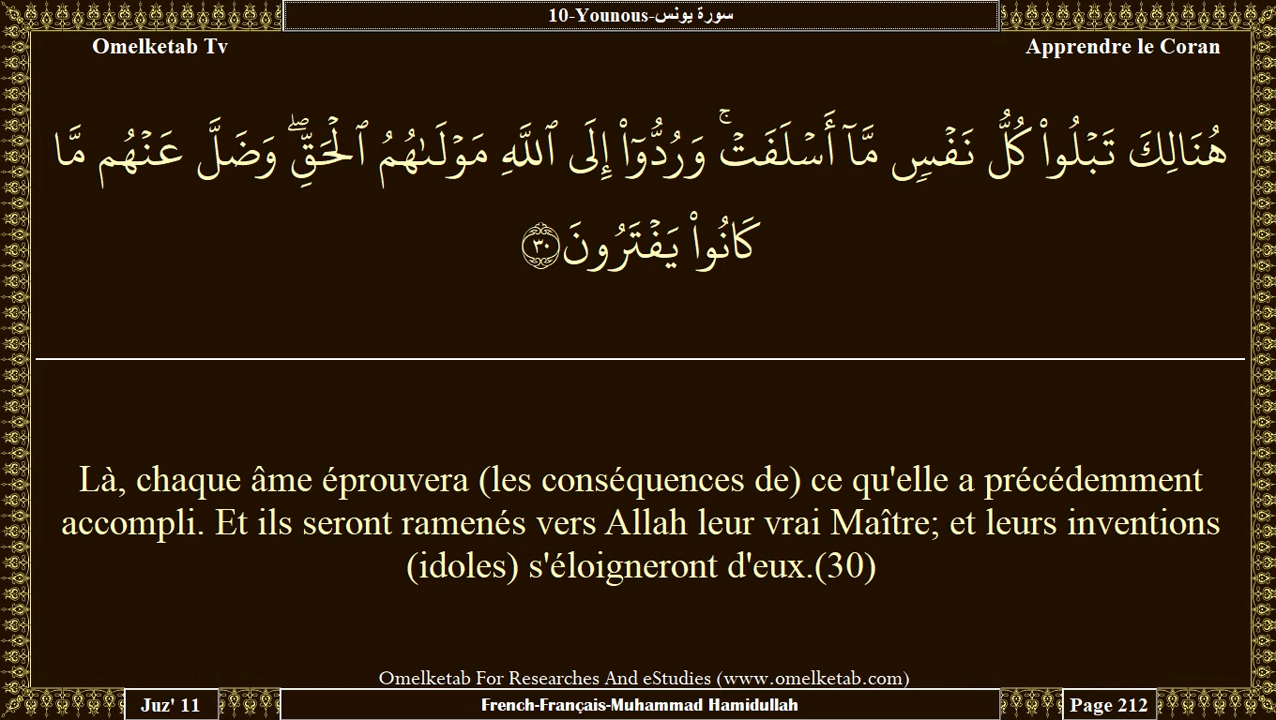 10-Younous-سورة يونس
Omelketab Tv
Apprendre le Coran
هُنَالِكَ تَبۡلُواْ كُلُّ نَفۡسٖ مَّآ أَسۡلَفَتۡۚ وَرُدُّوٓاْ إِلَى ٱللَّهِ مَوۡلَىٰهُمُ ٱلۡحَقِّۖ وَضَلَّ عَنۡهُم مَّا
كَانُواْ يَفۡتَرُونَ ٣٠
Là, chaque âme éprouvera (les conséquences de) ce qu'elle a précédemment
accompli. Et ils seront ramenés vers Allah leur vrai Maître; et leurs inventions
(idoles) s'éloigneront d'eux.(30)
Omelketab For Researches And eStudies (www.omelketab.com)
Juz' 11
French-Français-Muhammad Hamidullah
Page 212